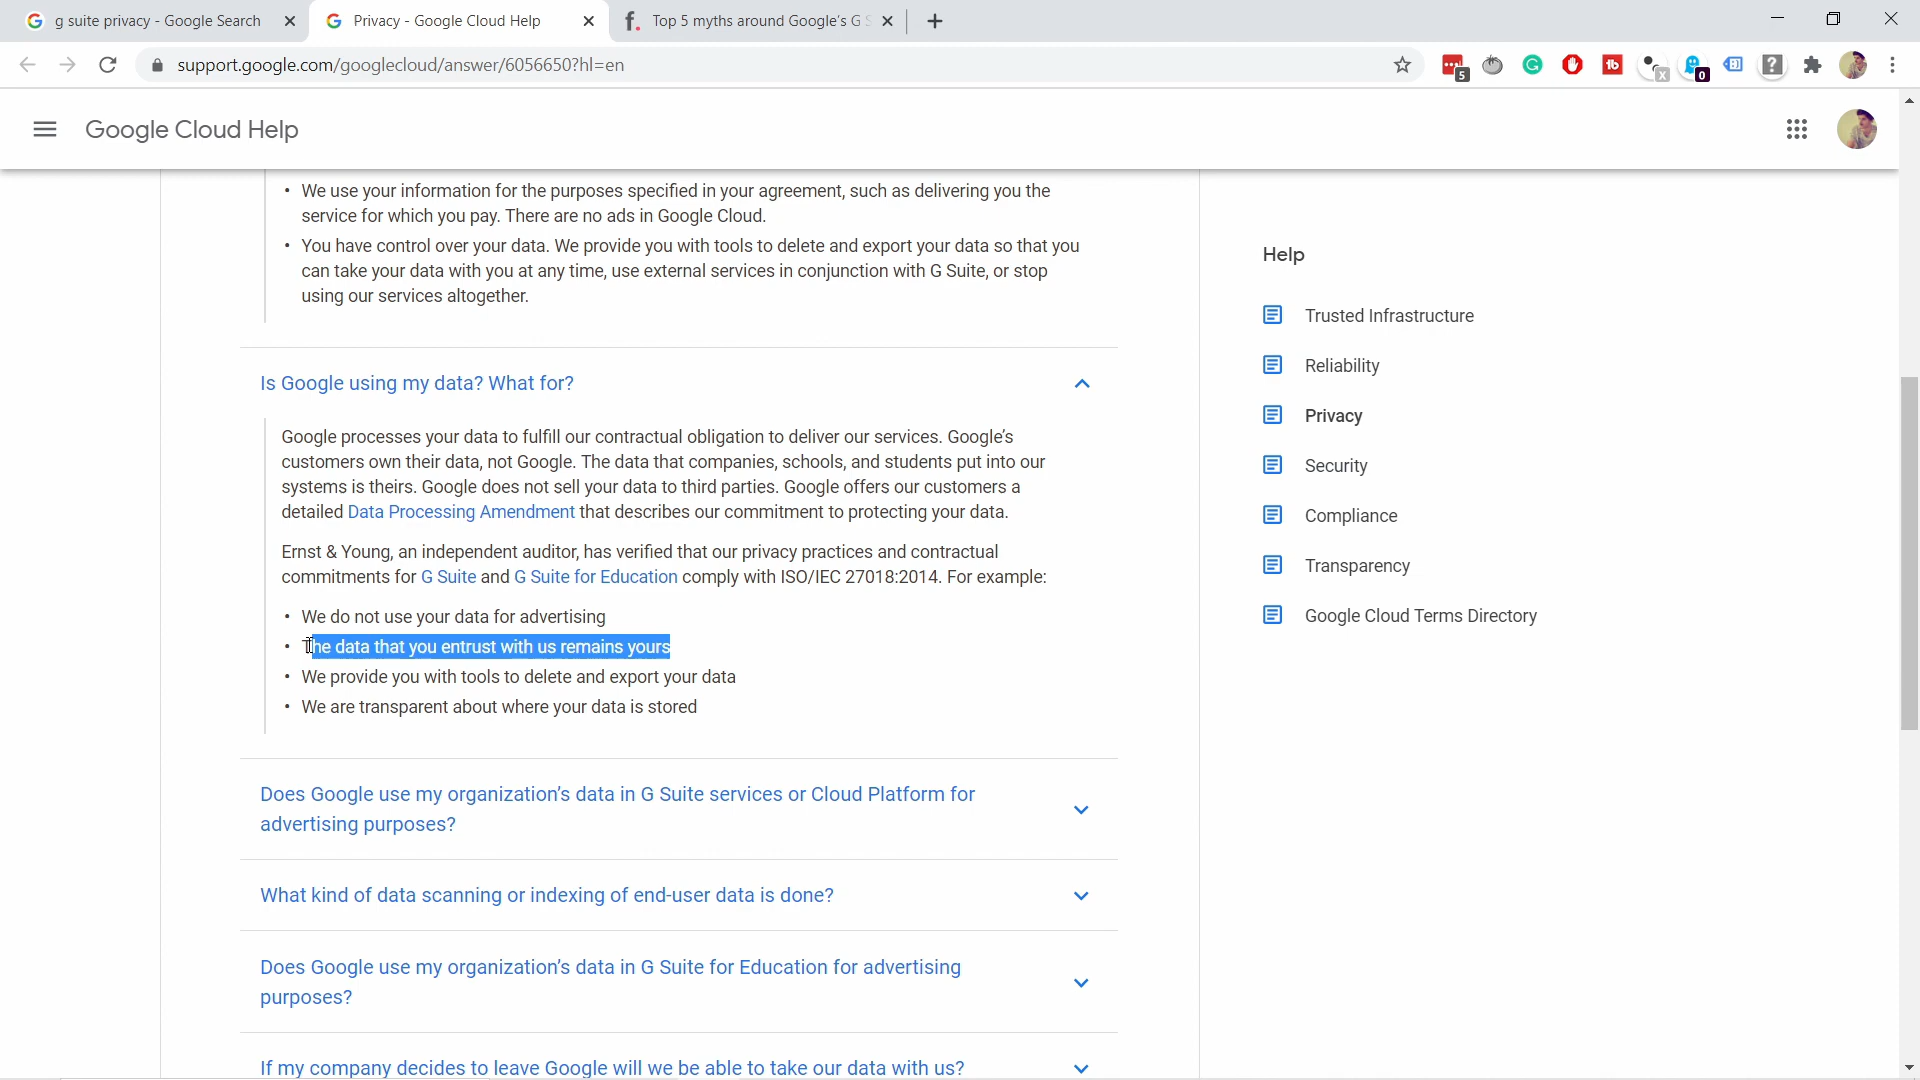 g suite privacy - Google Search
Privacy - Google Cloud Help
Top 5 myths around Google's G S
support.google.com/googlecloud/answer/6056650?hl=en
5
0
Google Cloud Help
• We use your information for the purposes specified in your agreement, such as delivering you the
service for which you pay. There are no ads in Google Cloud.
• You have control over your data. We provide you with tools to delete and export your data so that you
can take your data with you at any time, use external services in conjunction with G Suite, or stop
using our services altogether.
Is Google using my data? What for?
Google processes your data to fulfill our contractual obligation to deliver our services. Google's
customers own their data, not Google. The data that companies, schools, and students put into our
systems is theirs. Google does not sell your data to third parties. Google offers our customers a
detailed Data Processing Amendment that describes our commitment to protecting your data.
Ernst & Young, an independent auditor, has verified that our privacy practices and contractual
commitments for G Suite and G Suite for Education comply with ISO/IEC 27018:2014. For example:
• We do not use your data for advertising
• The data that you entrust with us remains yours
• We provide you with tools to delete and export your data
• We are transparent about where your data is stored
Does Google use my organization's data in G Suite services or Cloud Platform for
advertising purposes?
What kind of data scanning or indexing of end-user data is done?
Does Google use my organization's data in G Suite for Education for advertising
purposes?
If my company decides to leave Google will we be able to take our data with us?
Help
Trusted Infrastructure
Reliability
Privacy
Security
Compliance
Transparency
Google Cloud Terms Directory